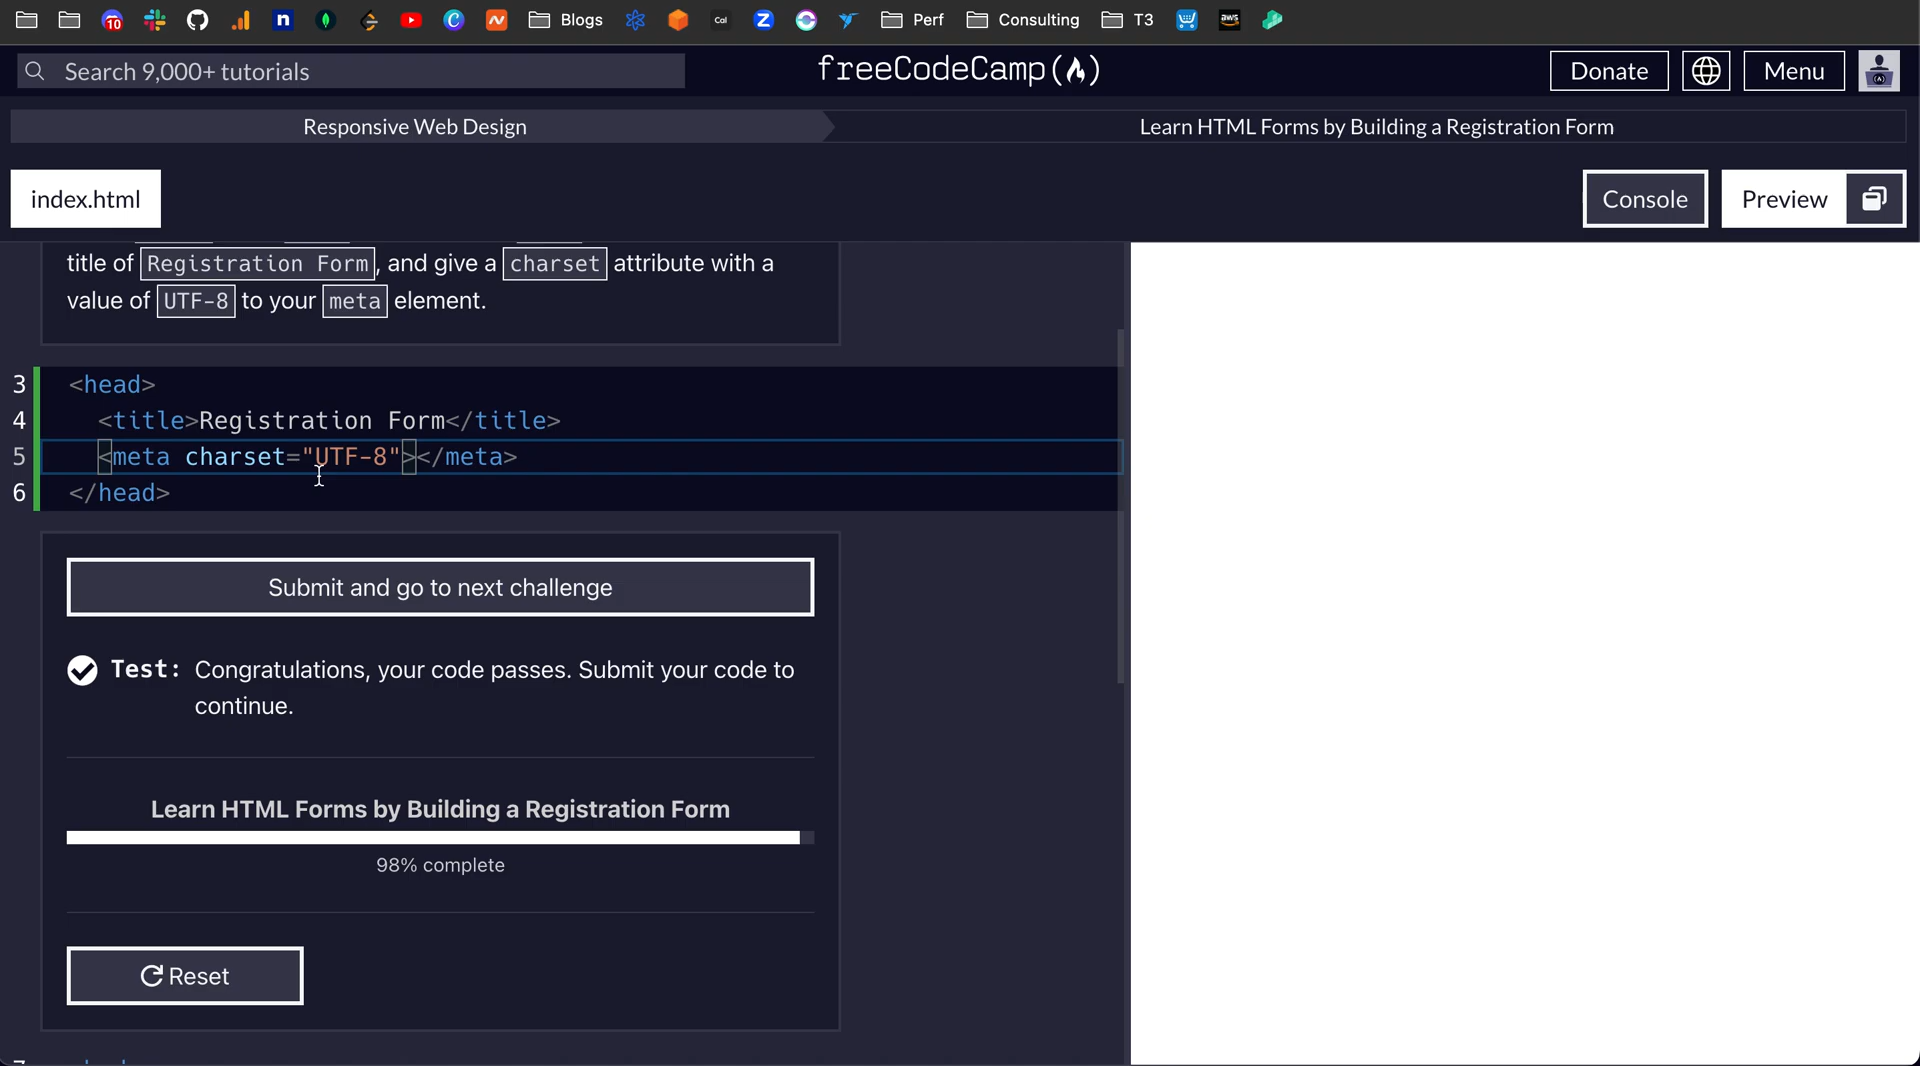 Blogs
Perf
Consulting
T3
10
Cal
aws
Search 9,000+ tutorials
freeCodeCamp
Donate
Menu
Responsive Web Design
Learn HTML Forms by Building a Registration Form
index.html
Console
Preview
title of Registration Form, and give a charset attribute with a
value of UTF-8 to your meta element.
3 <head>
4 <title>Registration Form</title>
5 <meta charset="UTF-8"></meta>
6 </head>
Submit and go to next challenge
Test: Congratulations, your code passes. Submit your code to
continue.
Learn HTML Forms by Building a Registration Form
98% complete
Reset